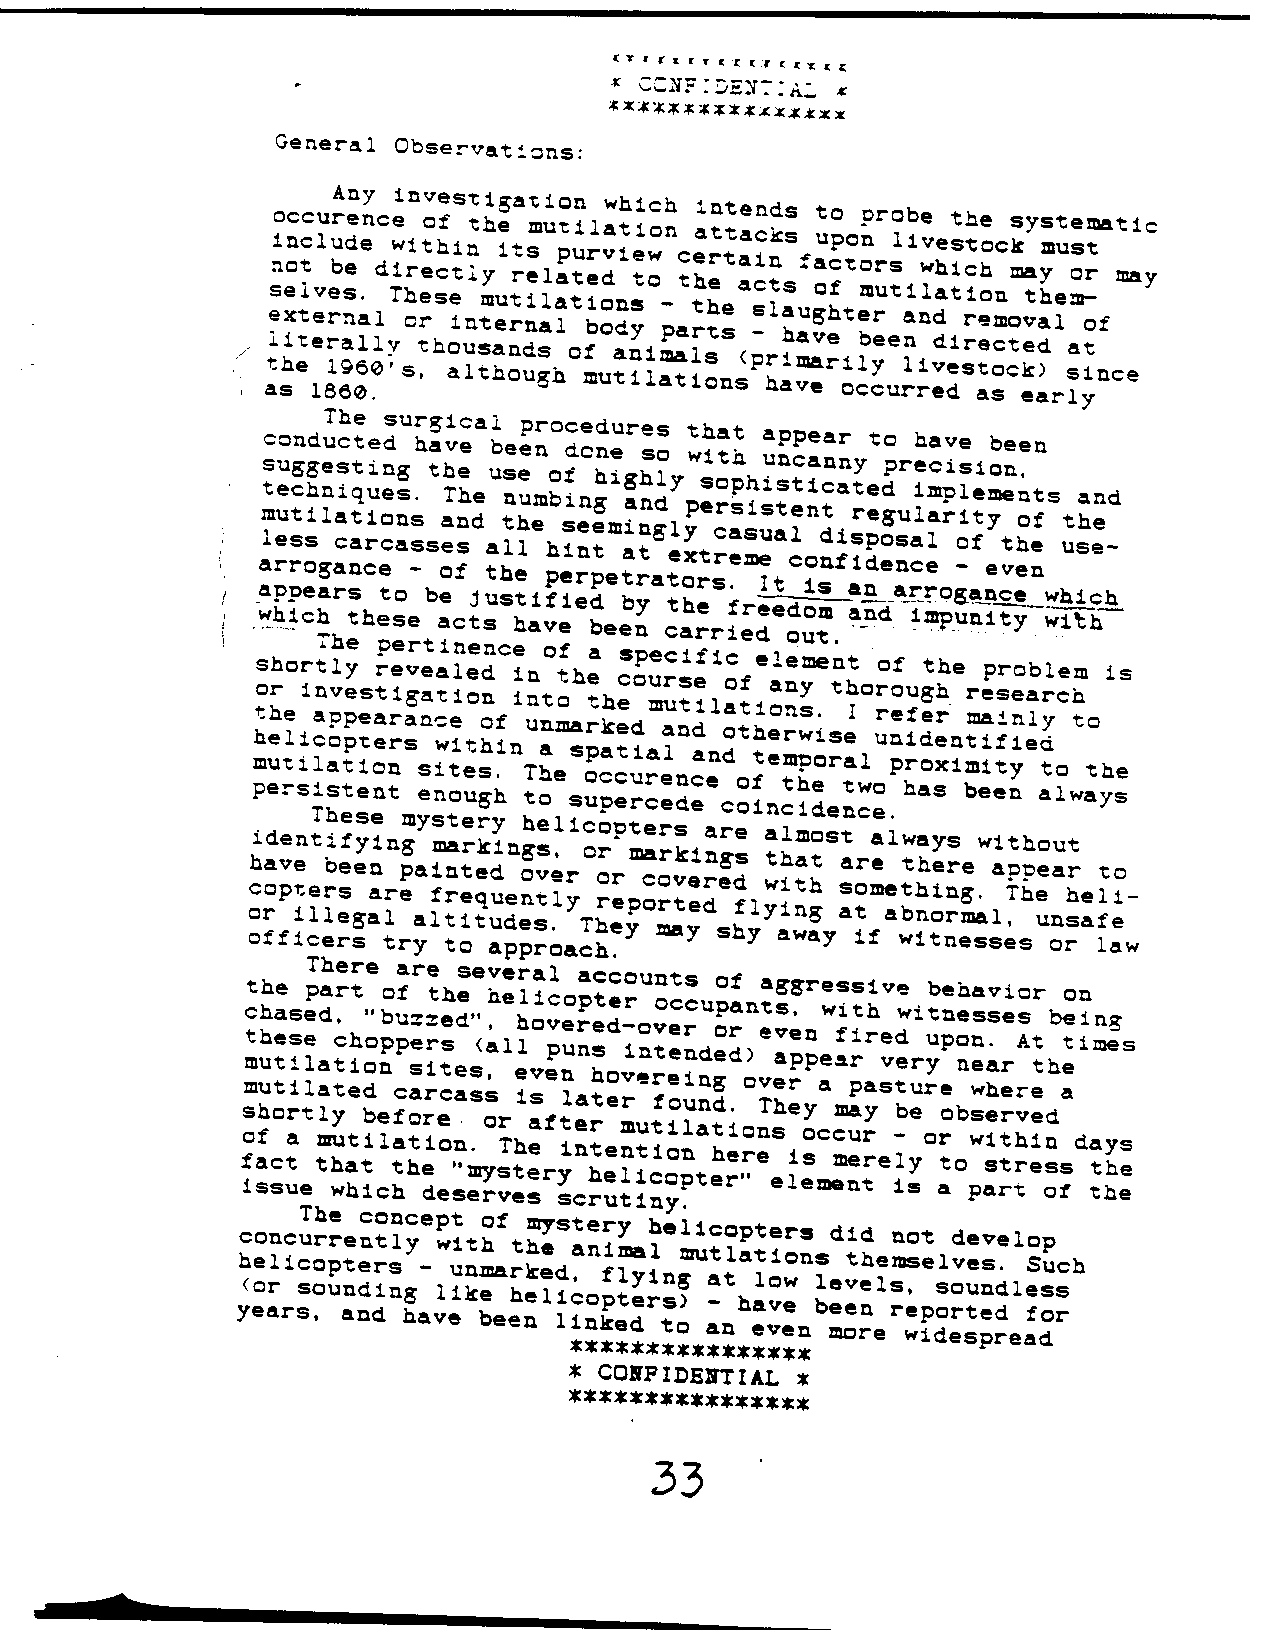 ****************
* CONFIDENTIAL *
****************
General Observations:
Any investigation which intends to probe the systematic
occurence of the mutilation attacks upon livestock must
include within its purview certain factors which may or may
not be directly related to the acts of mutilation them-
selves. These mutilations - the slaughter and removal of
external or internal body parts - have been directed at
literally thousands of animals (primarily livestock) since
the 1960's, although mutilations have occurred as early
as 1860.
The surgical procedures that appear to have been
conducted have been done so with uncanny precision,
suggesting the use of highly sophisticated implements and
techniques. The numbing and persistent regularity of the
mutilations and the seemingly casual disposal of the use-
less carcasses all hint at extreme confidence - even
arrogance - of the perpetrators. It is an arrogance which
appears to be justified by the freedom and impunity with
which these acts have been carried out.
The pertinence of a specific element of the problem is
shortly revealed in the course of any thorough research
or investigation into the mutilations. I refer mainly to
the appearance of unmarked and otherwise unidentified
helicopters within a spatial and temporal proximity to the
mutilation sites. The occurence of the two has been always
persistent enough to supercede coincidence.
These mystery helicopters are almost always without
identifying markings, or markings that are there appear to
have been painted over or covered with something. The heli-
copters are frequently reported flying at abnormal, unsafe
or illegal altitudes. They may shy away if witnesses or law
officers try to approach.
There are several accounts of aggressive behavior on
the part of the helicopter occupants, with witnesses being
chased, "buzzed", hovered-over or even fired upon. At times
these choppers (all puns intended) appear very near the
mutilation sites, even hovereing over a pasture where a
mutilated carcass is later found. They may be observed
shortly before or after mutilations occur - or within days
of a mutilation. The intention here is merely to stress the
fact that the "mystery helicopter" element is a part of the
issue which deserves scrutiny.
The concept of mystery helicopters did not develop
concurrently with the animal mutlations themselves. Such
helicopters - unmarked, flying at low levels, soundless
(or sounding like helicopters) - have been reported for
years, and have been linked to an even more widespread
****************
* CONFIDENTIAL *
****************
33